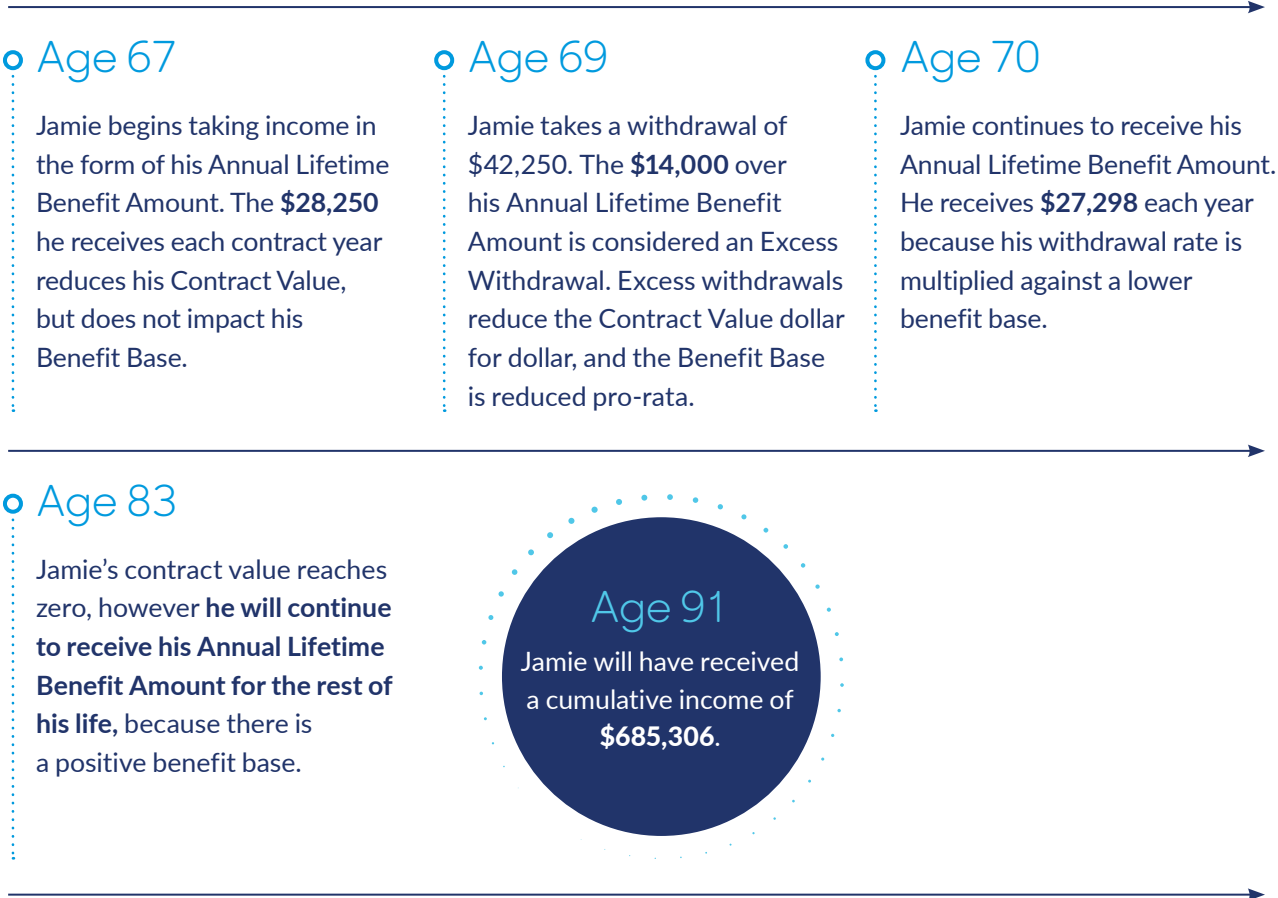 Age 67
Jamie begins taking income in
the form of his Annual Lifetime
Benefit Amount. The $28,250
he receives each contract year
reduces his Contract Value,
but does not impact his
Benefit Base.
Age 69
Jamie takes a withdrawal of
$42,250. The $14,000 over
his Annual Lifetime Benefit
Amount is considered an Excess
Withdrawal. Excess withdrawals
reduce the Contract Value dollar
for dollar, and the Benefit Base
is reduced pro-rata.
Age 70
Jamie continues to receive his
Annual Lifetime Benefit Amount.
He receives $27,298 each year
because his withdrawal rate is
multiplied against a lower
benefit base.
Age 83
Jamie’s contract value reaches
zero, however he will continue
to receive his Annual Lifetime
Benefit Amount for the rest of
his life, because there is
a positive benefit base.
Age 91
Jamie will have received
a cumulative income of
$685,306.